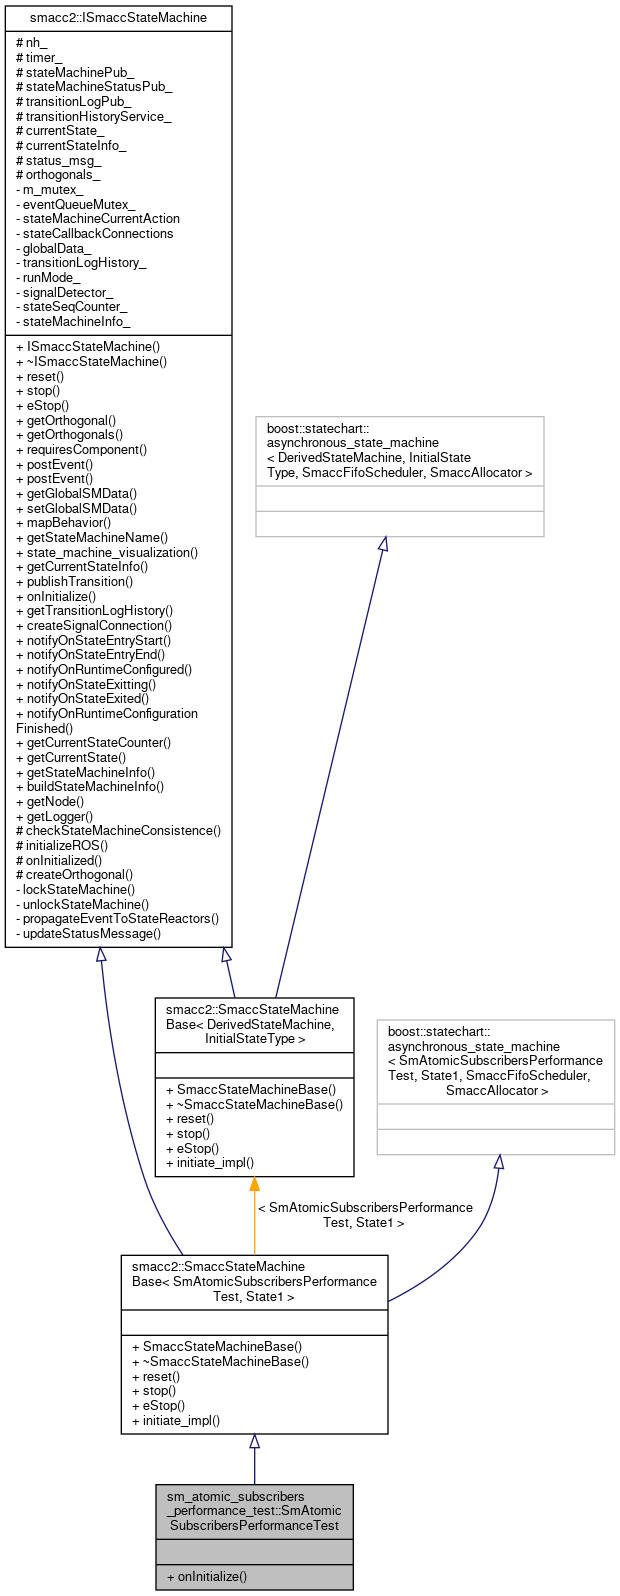 smacc2::ISmaccStateMachine
# nh_
# timer_
# stateMachinePub_
# stateMachineStatusPub_
# transitionLogPub_
# transitionHistoryService_
# currentState_
# currentStateInfo_
# status_msg_
# orthogonals_
- m_mutex_
- eventQueueMutex_
- stateMachineCurrentAction
- stateCallbackConnections
- globalData_
- transitionLogHistory_
- runMode_
- signalDetector_
- stateSeqCounter_
- stateMachineInfo_
+ ISmaccStateMachine()
+ ~ISmaccStateMachine()
+ reset()
+ stop()
+ eStop()
+ getOrthogonal()
+ getOrthogonals()
+ requiresComponent()
+ postEvent()
+ postEvent()
+ getGlobalSMData()
+ setGlobalSMData()
+ mapBehavior()
+ getStateMachineName()
+ state_machine_visualization()
+ getCurrentStateInfo()
+ publishTransition()
+ onInitialize()
+ getTransitionLogHistory()
+ createSignalConnection()
+ notifyOnStateEntryStart()
+ notifyOnStateEntryEnd()
+ notifyOnRuntimeConfigured()
+ notifyOnStateExitting()
+ notifyOnStateExited()
+ notifyOnRuntimeConfiguration
Finished()
+ getCurrentStateCounter()
+ getCurrentState()
+ getStateMachineInfo()
+ buildStateMachineInfo()
+ getNode()
+ getLogger()
# checkStateMachineConsistence()
# initializeROS()
# onInitialized()
# createOrthogonal()
- lockStateMachine()
- unlockStateMachine()
- propagateEventToStateReactors()
- updateStatusMessage()
boost::statechart::
asynchronous_state_machine
< DerivedStateMachine, InitialState
Type, SmaccFifoScheduler, SmaccAllocator >
smacc2::SmaccStateMachine
Base< DerivedStateMachine,
InitialStateType >
+ SmaccStateMachineBase()
+ ~SmaccStateMachineBase()
+ reset()
+ stop()
+ eStop()
+ initiate_impl()
boost::statechart::
asynchronous_state_machine
< SmAtomicSubscribersPerformance
Test, State1, SmaccFifoScheduler,
SmaccAllocator >
< SmAtomicSubscribersPerformance
Test, State1 >
smacc2::SmaccStateMachine
Base< SmAtomicSubscribersPerformance
Test, State1 >
+ SmaccStateMachineBase()
+ ~SmaccStateMachineBase()
+ reset()
+ stop()
+ eStop()
+ initiate_impl()
sm_atomic_subscribers
_performance_test::SmAtomic
SubscribersPerformanceTest
+ onInitialize()